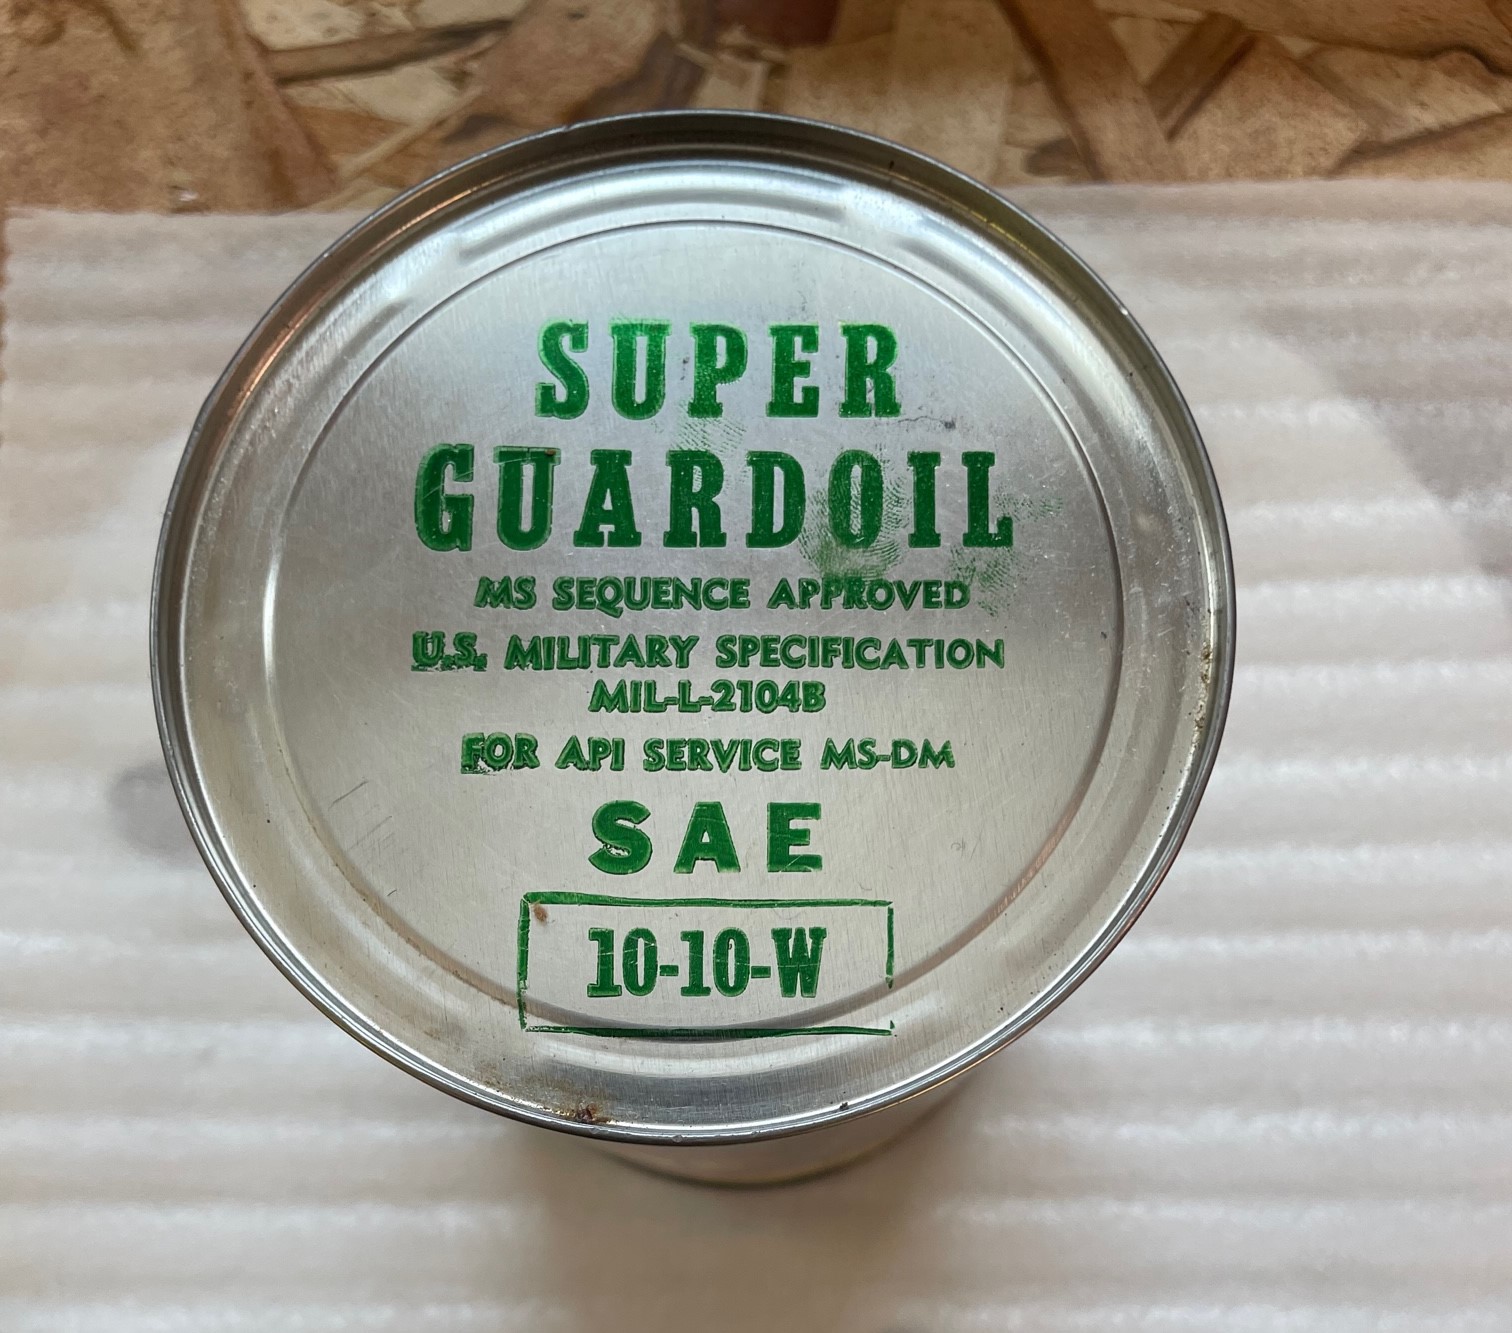 SUPER
GUARDOIL
MS SEQUENCE APPROVED
U.S. MILITARY SPECIFICATION
MIL-L-2104B
FOR API SERVICE MS-DM
SAE
10-10-W